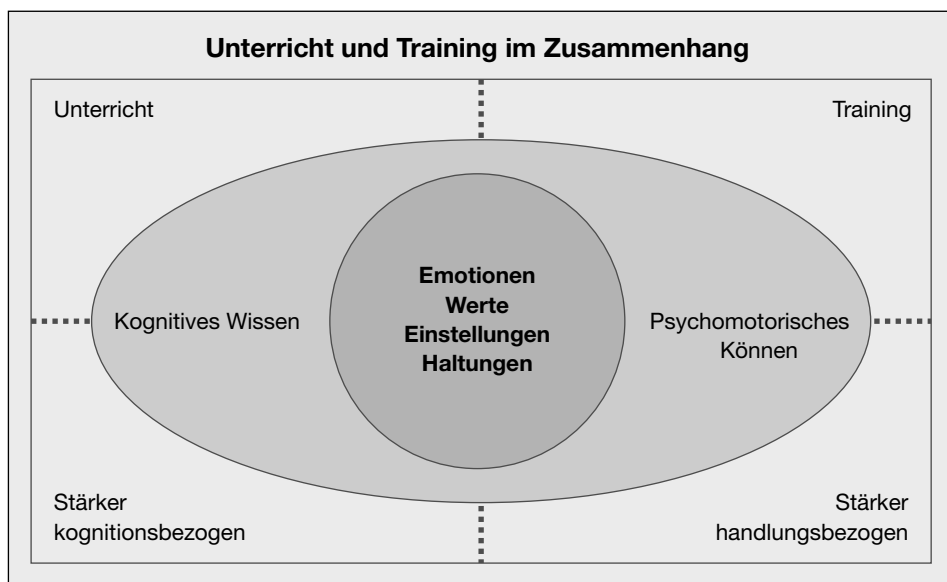 Unterricht und Training im Zusammenhang
Unterricht
Training
Emotionen
Werte
Einstellungen
Haltungen
Kognitives Wissen
Psychomotorisches
Können
Stärker
kognitionsbezogen
Stärker
handlungsbezogen